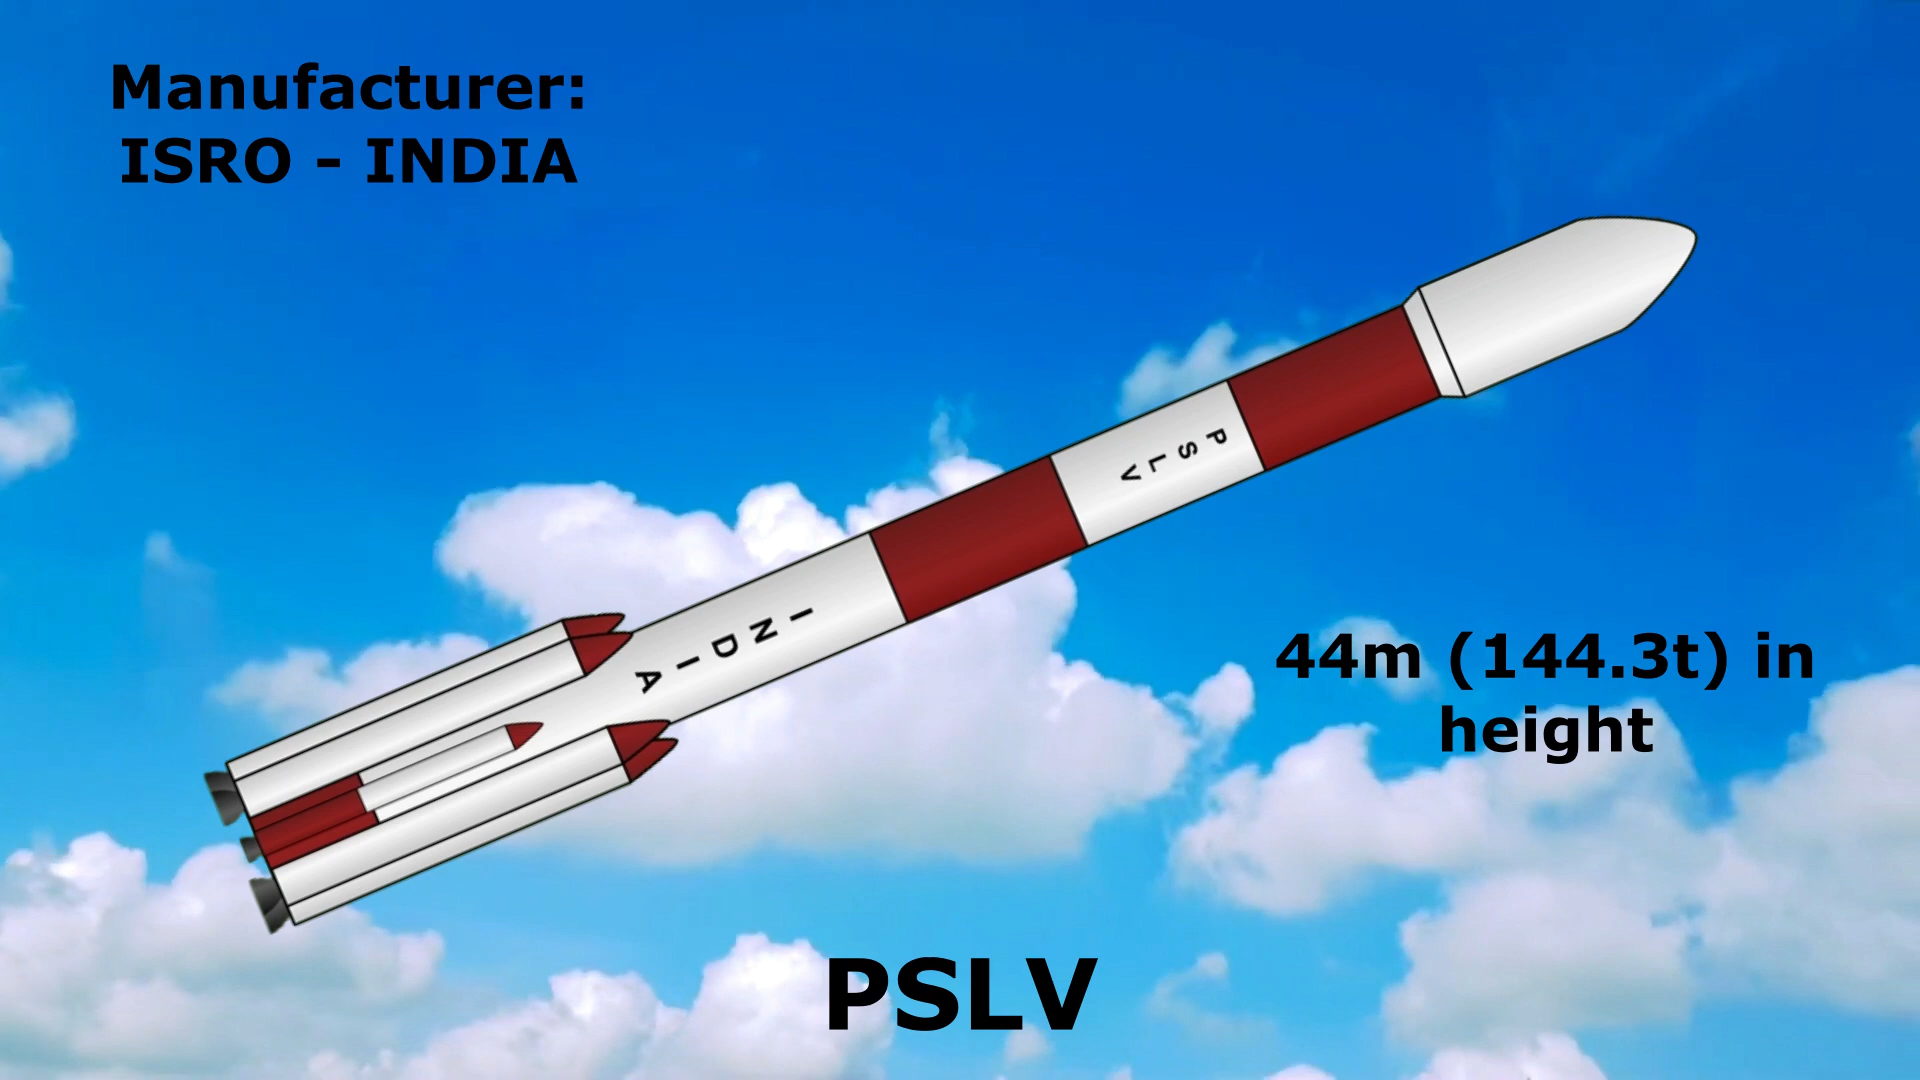 Manufacturer:
ISRO - INDIA
PSLV
INDIA
44m (144.3t) in
height
PSLV